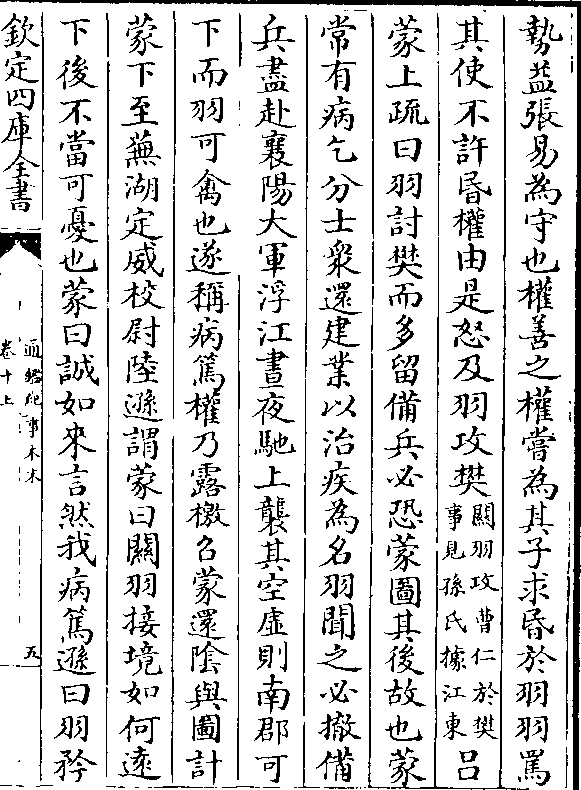 勢益張易為守也權善之權嘗為其子求昏於羽羽罵
其使不許昏權由是怒及羽攻樊關羽攻曹仁於樊事見孫氏據江東呂
蒙上疏曰羽討樊而多留備兵必恐蒙圖其後故也蒙
常有病乞分士衆還建業以治疾為名羽聞之必撤備
兵盡赴襄陽大軍浮江晝夜馳上襲其空虛則南郡可
下而羽可禽也遂稱病篤權乃露檄召蒙還陰與圖計
蒙下至蕪湖定威校尉陸遜謂蒙曰關羽接境如何遠
下後不當可憂也蒙曰誠如來言然我病篤遜曰羽矜
欽定四庫全書
通鑑紀事本末
卷十上
五